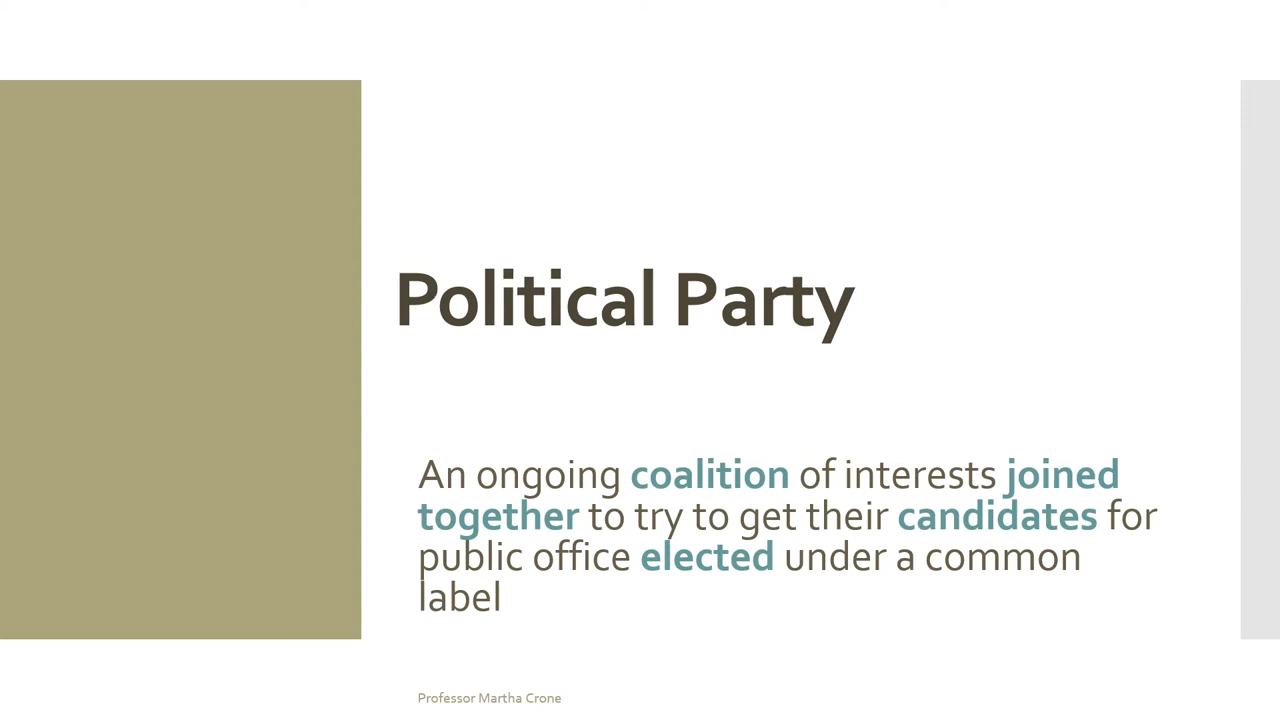 Political Party
An ongoing coalition of interests joined
together to try to get their candidates for
public office elected under a common
label
Professor Martha Crone